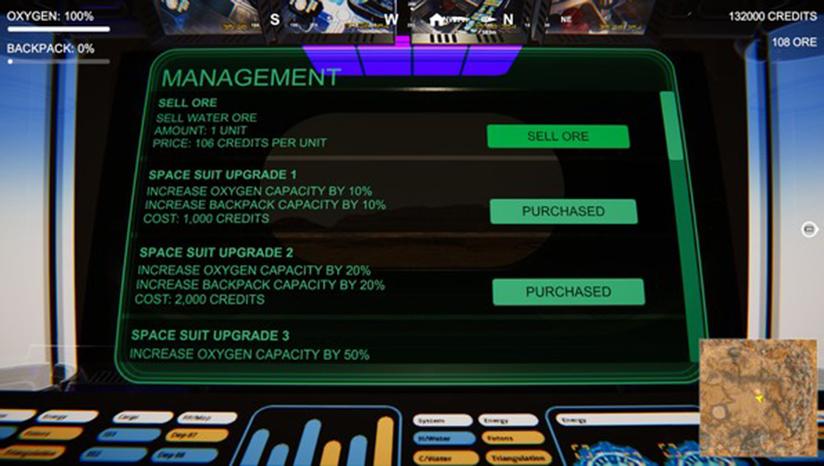 OXYGEN: 100%
S
W
N
NE
132000 CREDITS
BACKPACK: 0%
108 ORE
MANAGEMENT
SELL ORE
SELL WATER ORE
AMOUNT: 1 UNIT
PRICE: 106 CREDITS PER UNIT
SELL ORE
SPACE SUIT UPGRADE 1
INCREASE OXYGEN CAPACITY BY 10%
INCREASE BACKPACK CAPACITY BY 10%
COST: 1,000 CREDITS
PURCHASED
SPACE SUIT UPGRADE 2
INCREASE OXYGEN CAPACITY BY 20%
INCREASE BACKPACK CAPACITY BY 20%
COST: 2,000 CREDITS
PURCHASED
SPACE SUIT UPGRADE 3
INCREASE OXYGEN CAPACITY BY 50%
Energy
Cargo
System
Energy
Energy
H/Water
Fotons
C/Water
Triangulation